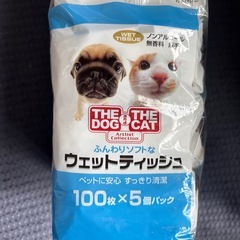 WET TISSUE
ノンアルコール
無香料
THE DOG & THE CAT
Artlist Collection
ふんわりソフトな
ウェットティッシュ
ペットに安心 すっきり清潔
100枚×5個パック